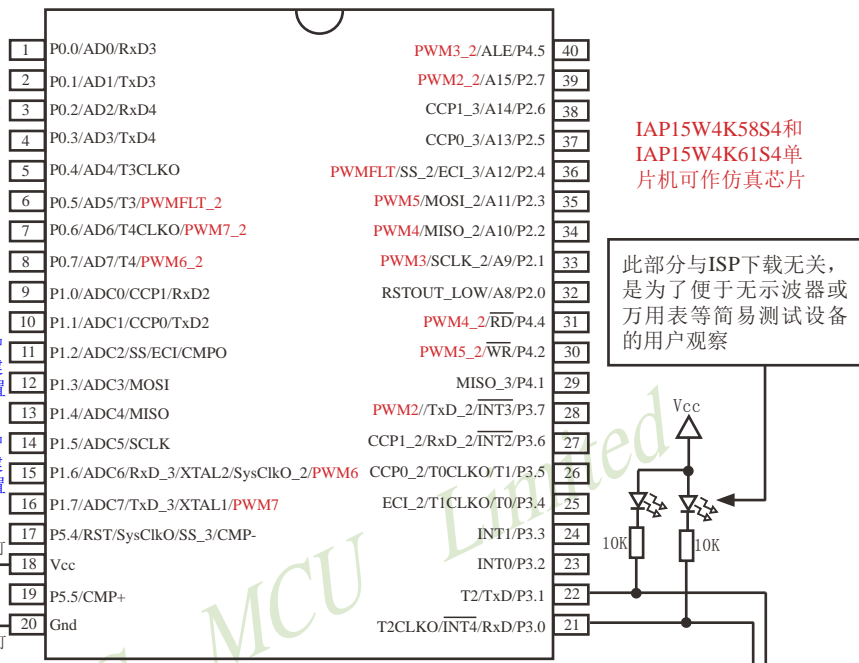 1 P0.0/AD0/RxD3
2 P0.1/AD1/TxD3
3 P0.2/AD2/RxD4
4 P0.3/AD3/TxD4
5 P0.4/AD4/T3CLKO
6 P0.5/AD5/T3/PWMFLT_2
7 P0.6/AD6/T4CLKO/PWM7_2
8 P0.7/AD7/T4/PWM6_2
9 P1.0/ADC0/CCP1/RxD2
10 P1.1/ADC1/CCP0/TxD2
11 P1.2/ADC2/SS/ECI/CMPO
12 P1.3/ADC3/MOSI
13 P1.4/ADC4/MISO
14 P1.5/ADC5/SCLK
15 P1.6/ADC6/RxD_3/XTAL2/SysClkO_2/PWM6
16 P1.7/ADC7/TxD_3/XTAL1/PWM7
17 P5.4/RST/SysClkO/SS_3/CMP-
18 Vcc
19 P5.5/CMP+
20 Gnd
PWM3_2/ALE/P4.5 40
PWM2_2/A15/P2.7 39
CCP1_3/A14/P2.6 38
CCP0_3/A13/P2.5 37
PWMFLT/SS_2/ECI_3/A12/P2.4 36
PWM5/MOSI_2/A11/P2.3 35
PWM4/MISO_2/A10/P2.2 34
PWM3/SCLK_2/A9/P2.1 33
RSTOUT_LOW/A8/P2.0 32
PWM4_2/RD/P4.4 31
PWM5_2/WR/P4.2 30
MISO_3/P4.1 29
PWM2//TxD_2/INT3/P3.7 28
CCP1_2/RxD_2/INT2/P3.6 27
CCP0_2/T0CLKO/T1/P3.5 26
ECI_2/T1CLKO/T0/P3.4 25
INT1/P3.3 24
INT0/P3.2 23
T2/TxD/P3.1 22
T2CLKO/INT4/RxD/P3.0 21
IAP15W4K58S4和
IAP15W4K61S4单
片机可作仿真芯片
此部分与ISP下载无关，
是为了便于无示波器或
万用表等简易测试设备
的用户观察
Vcc
10K
10K
MCU Limited